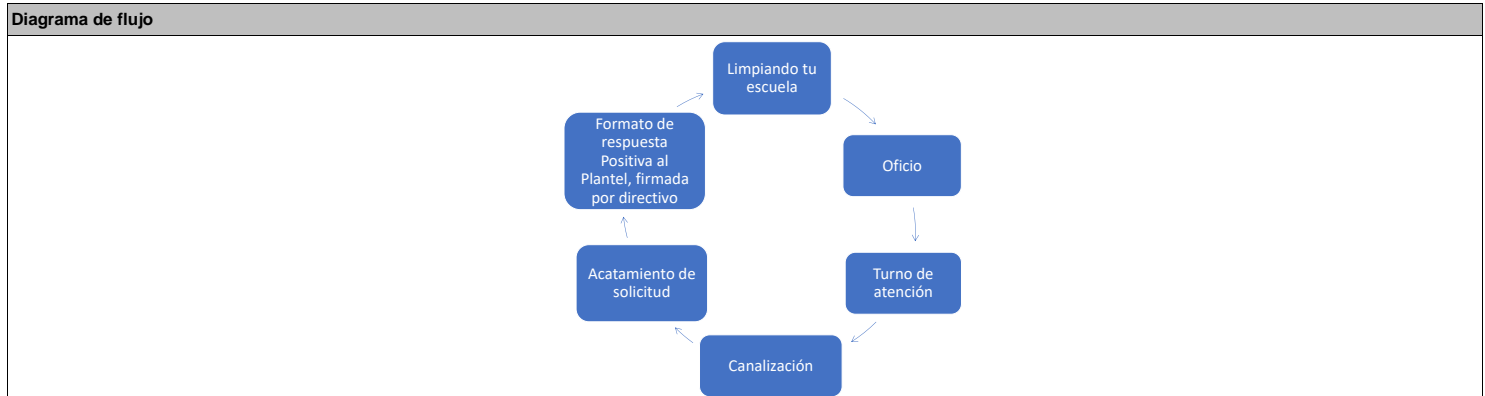 Diagrama de flujo
Limpiando tu
escuela
Oficio
Turno de
atención
Canalización
Acatamiento de
solicitud
Formato de
respuesta
Positiva al
Plantel, firmada
por directivo